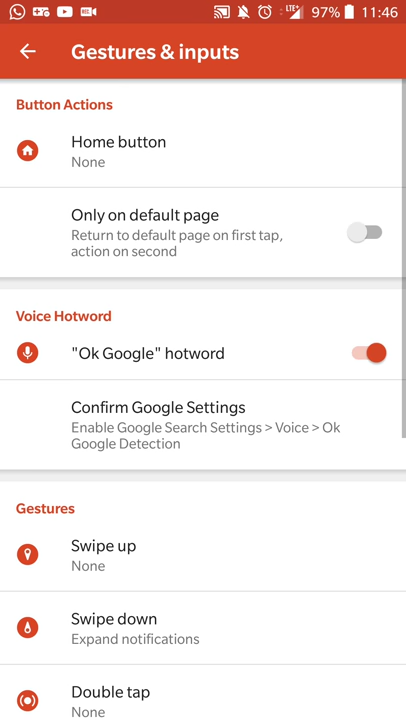 LTE+ 97% 11:46
Gestures & inputs
Button Actions
Home button
None
Only on default page
Return to default page on first tap,
action on second
Voice Hotword
"Ok Google" hotword
Confirm Google Settings
Enable Google Search Settings > Voice > Ok
Google Detection
Gestures
Swipe up
None
Swipe down
Expand notifications
Double tap
None